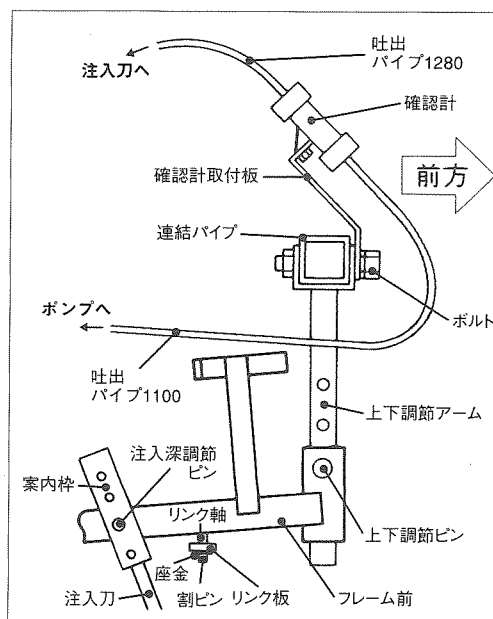 吐出
パイプ1280
注入刀へ
確認計
前方
確認計取付板
連結パイプ
ボルト
ポンプへ
吐出
パイプ1100
上下調節アーム
注入深調節
ピン
案内枠
リンク軸
上下調節ピン
座金
注入刀
割ピン
リンク板
フレーム前